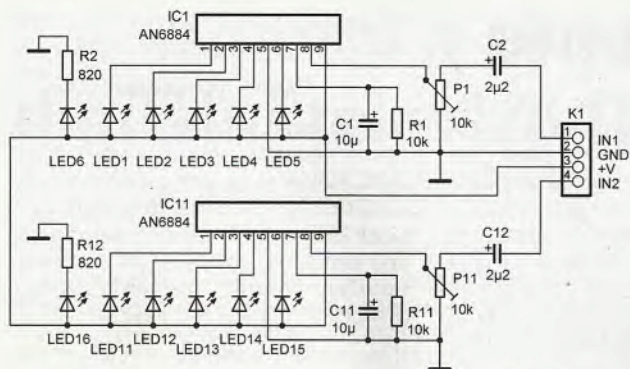 IC1
AN6884
1 2 3 4 5 6 7 8 9
R2
820
C2
2µ2
P1
10k
K1
1 IN1
2 GND
3 +V
4 IN2
C1
10µ
R1
10k
LED6 LED1 LED2 LED3 LED4 LED5
IC11
AN6884
1 2 3 4 5 6 7 8 9
R12
820
C12
2µ2
P11
10k
C11
10µ
R11
10k
LED16 LED11 LED12 LED13 LED14 LED15